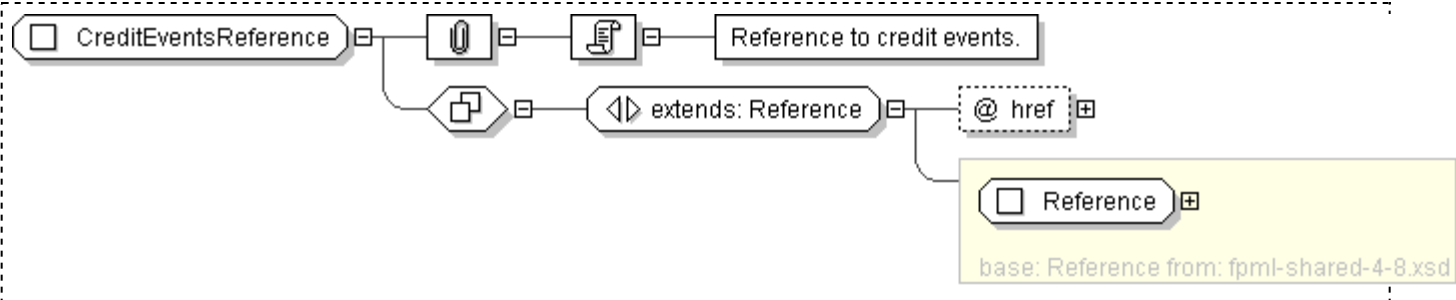 CreditEventsReference
Reference to credit events.
extends: Reference
@ href
Reference
base: Reference from: fpml-shared-4-8.xsd